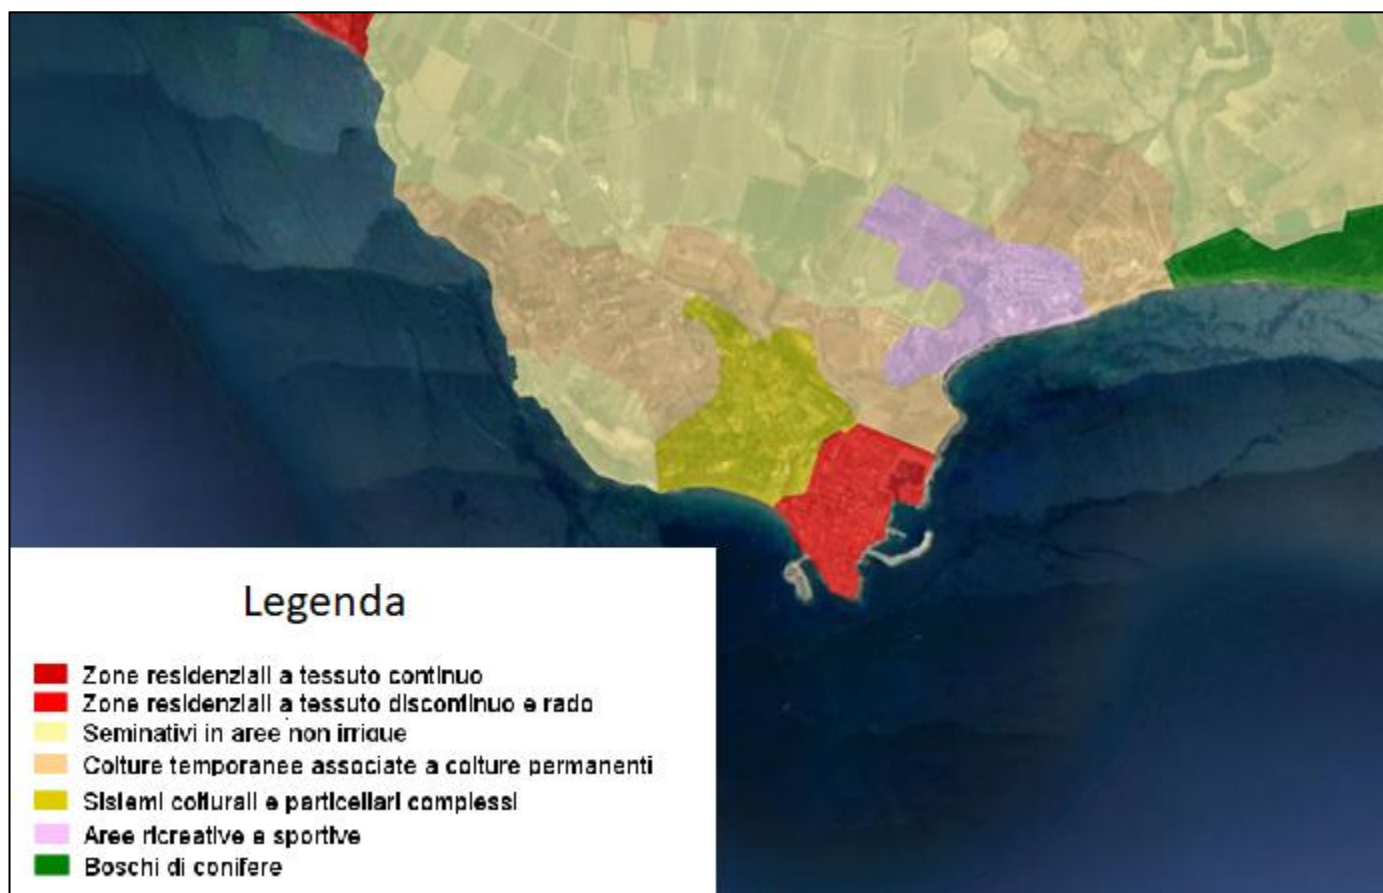 Legenda
Zone residenziali a tessuto continuo
Zone residenziali a tessuto discontinuo e rado
Seminativi in aree non irrigue
Colture temporanee associate a colture permanenti
Sistemi colturali e particellari complessi
Aree ricreative e sportive
Boschi di conifere